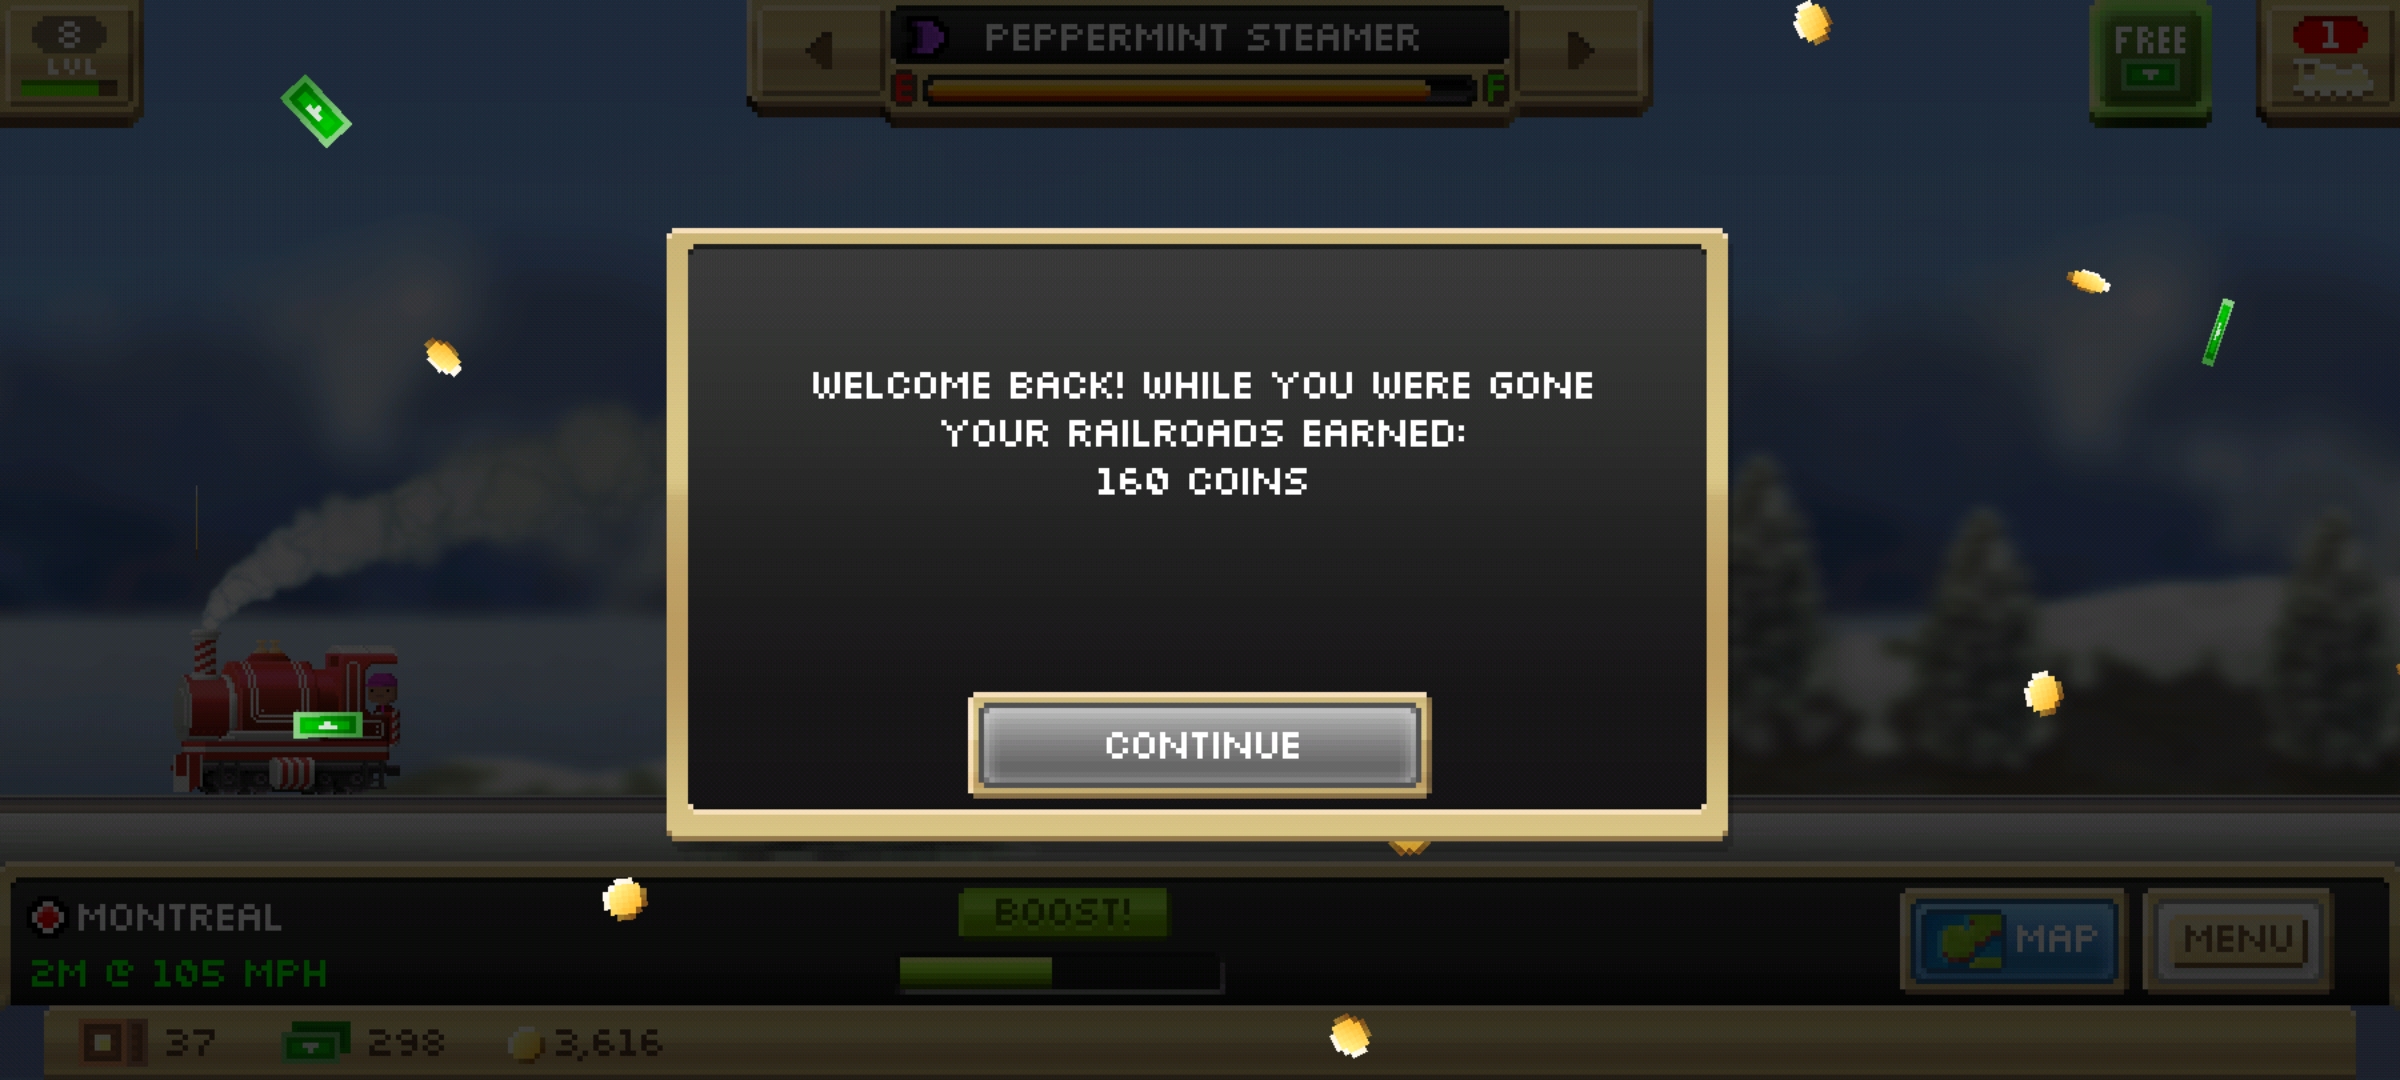 8
LVL
PEPPERMINT STEAMER
E
F
FREE
1
WELCOME BACK! WHILE YOU WERE GONE
YOUR RAILROADS EARNED:
160 COINS
CONTINUE
MONTREAL
2M @ 105 MPH
BOOST!
MAP
MENU
37
298
3,616